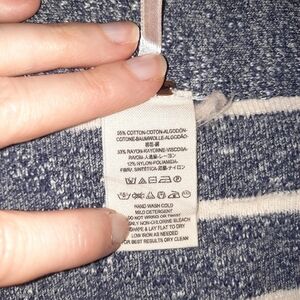 55% COTTON-COTON-ALGODÓN-
COTONE-BAUMWOLLE-ALGODÃO
33% RAYON-RAYONNE-VISCOSA-
12% NYLON-POLIAMIDA-
HAND WASH COLD
MILD DETERGENT
DO NOT WRING OR TWIST
ONLY NON-CHLORINE BLEACH
SHAPE & LAY FLAT TO DRY
LOW IRON AS NEEDED
FOR BEST RESULTS DRY CLEAN